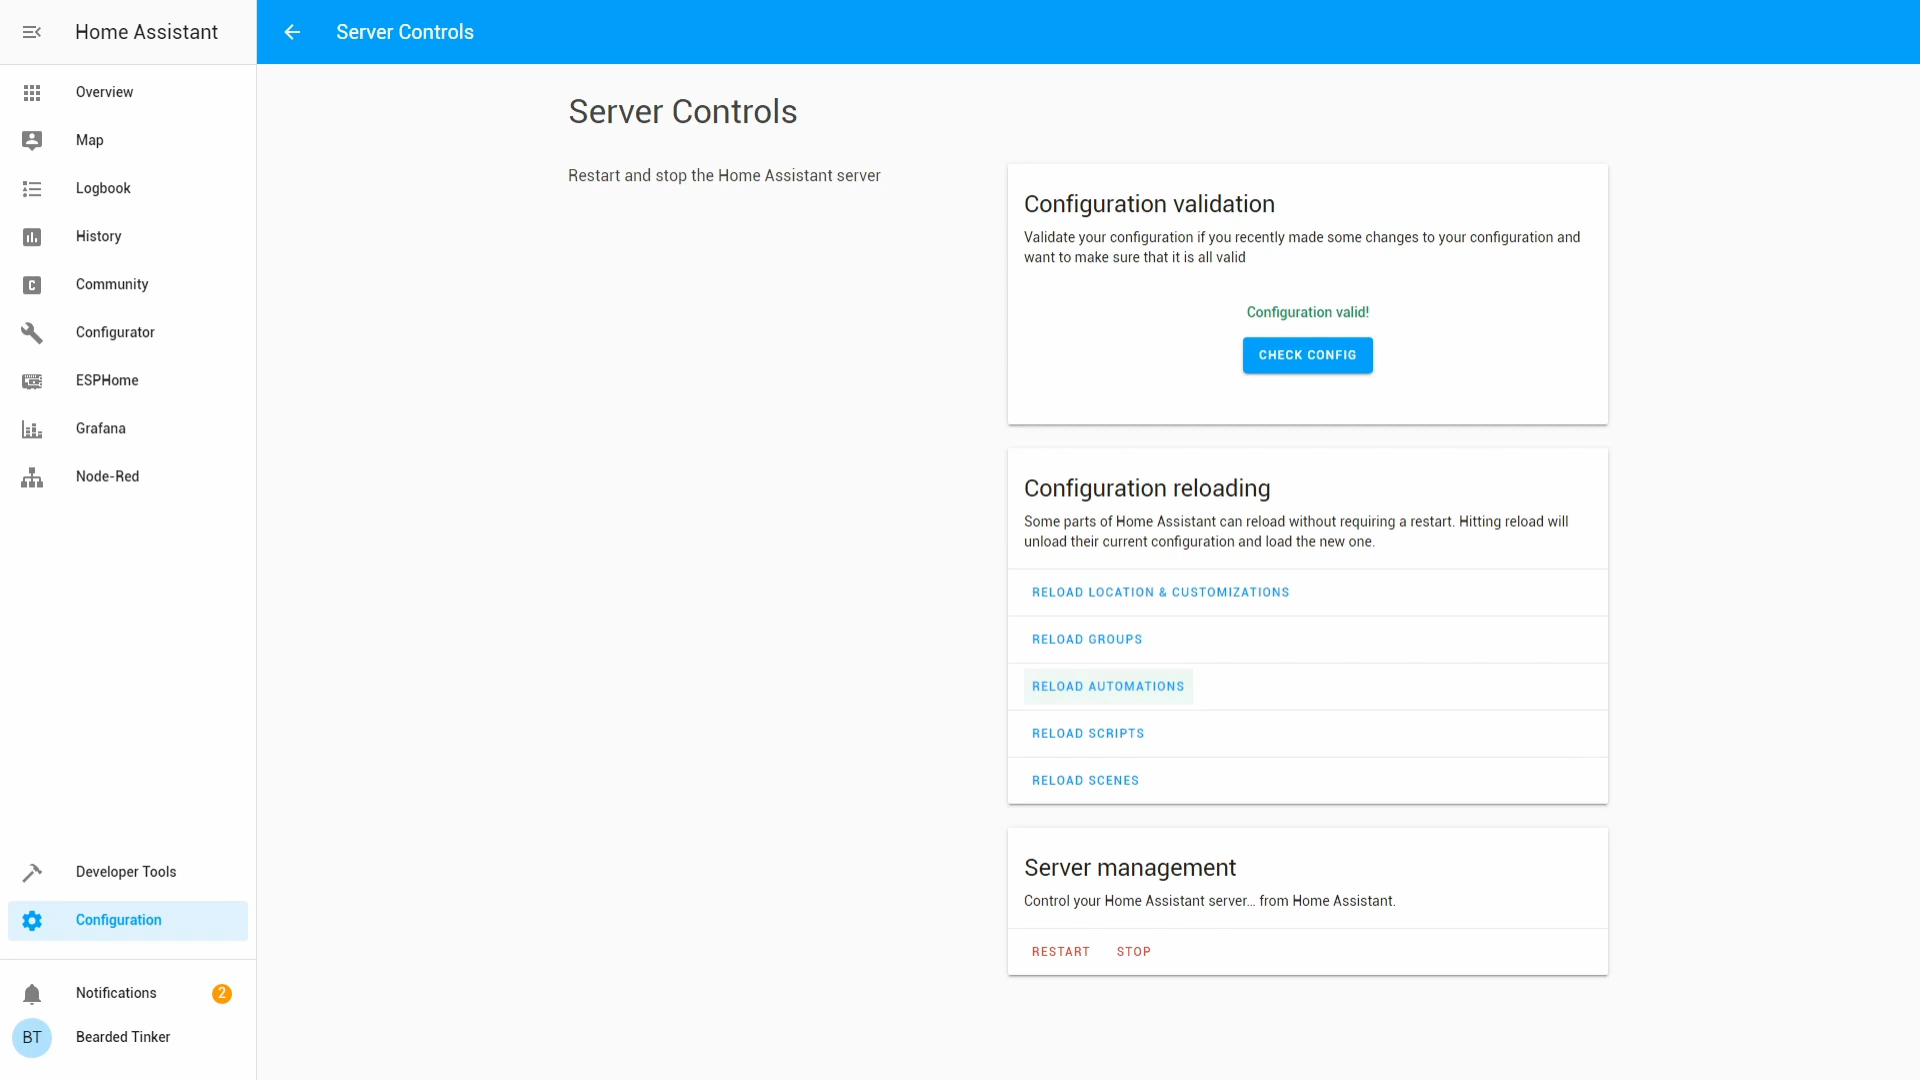 Home Assistant
Overview
Map
Logbook
History
C
Community
Configurator
ESPHome
Grafana
Node-Red
Developer Tools
Configuration
Notifications
2
BT
Bearded Tinker
Server Controls
Server Controls
Restart and stop the Home Assistant server
Configuration validation
Validate your configuration if you recently made some changes to your configuration and
want to make sure that it is all valid
Configuration valid!
CHECK CONFIG
Configuration reloading
Some parts of Home Assistant can reload without requiring a restart. Hitting reload will
unload their current configuration and load the new one.
RELOAD LOCATION & CUSTOMIZATIONS
RELOAD GROUPS
RELOAD AUTOMATIONS
RELOAD SCRIPTS
RELOAD SCENES
Server management
Control your Home Assistant server… from Home Assistant.
RESTART STOP